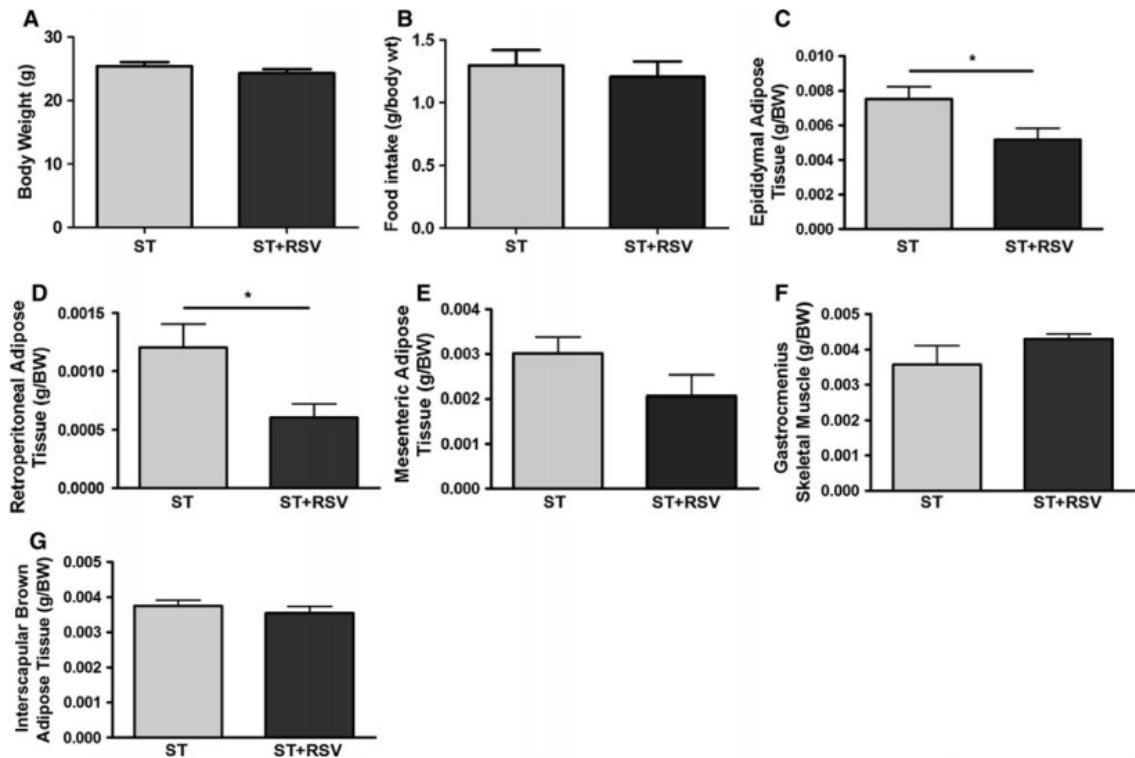 A
Body Weight (g)
30
20
10
0
ST
ST+RSV
B
Food intake (g/body wt)
1.5
1.0
0.5
0.0
ST
ST+RSV
C
Epididymal Adipose
Tissue (g/BW)
0.010
0.008
0.006
0.004
0.002
0.000
*
ST
ST+RSV
D
Retroperitoneal Adipose
Tissue (g/BW)
0.0015
0.0010
0.0005
0.0000
*
ST
ST+RSV
E
Mesenteric Adipose
Tissue (g/BW)
0.004
0.003
0.002
0.001
0.000
ST
ST+RSV
F
Gastrocmenius
Skeletal Muscle (g/BW)
0.005
0.004
0.003
0.002
0.001
0.000
ST
ST+RSV
G
Interscapular Brown
Adipose Tissue (g/BW)
0.005
0.004
0.003
0.002
0.001
0.000
ST
ST+RSV